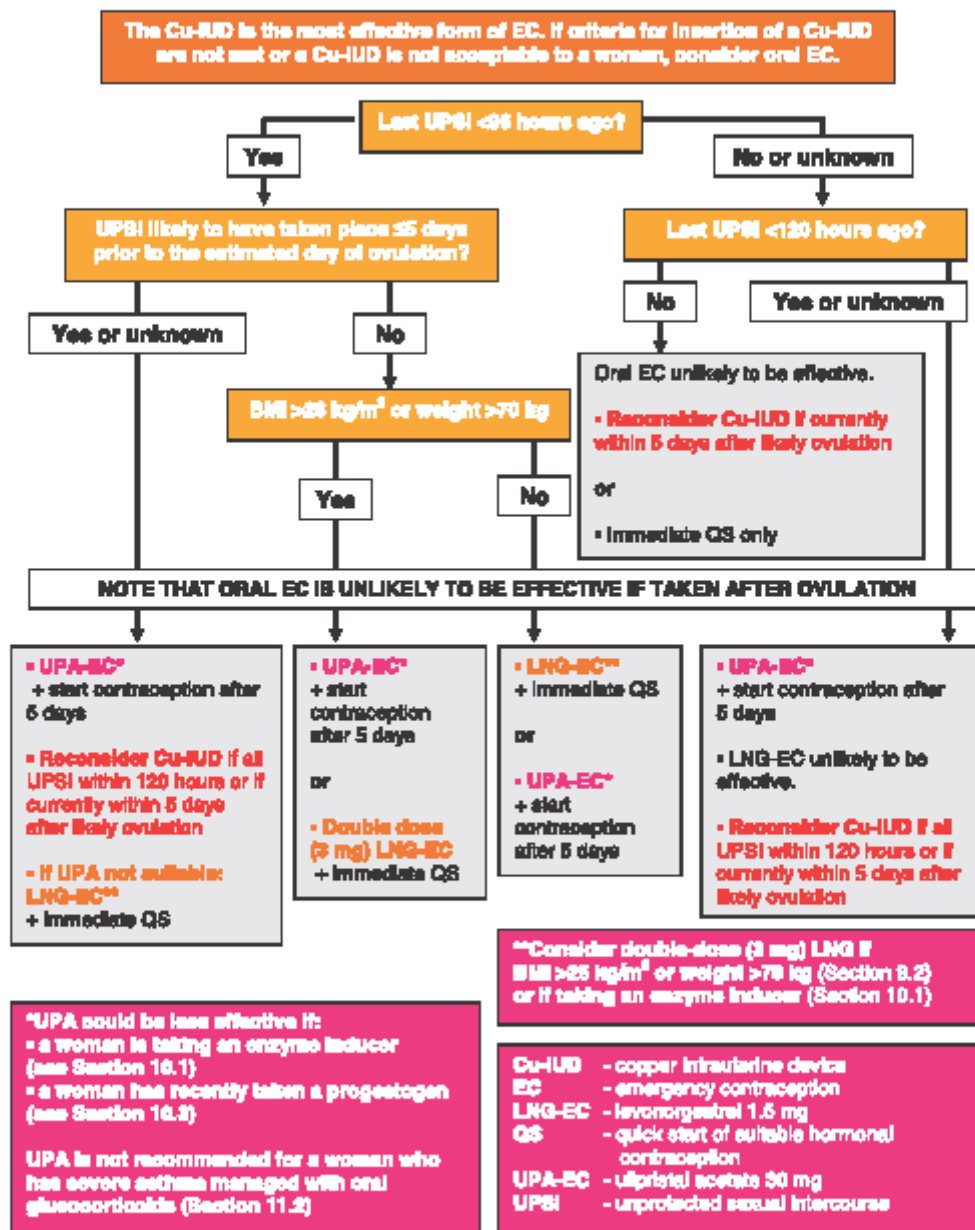 The Cu-IUD is the most effective form of EC. If criteria for insertion of a Cu-IUD
are not met or a Cu-IUD is not acceptable to a woman, consider oral EC.
Last UPSI <96 hours ago?
Yes
No or unknown
UPSI likely to have taken place ≤5 days
prior to the estimated day of ovulation?
Last UPSI <120 hours ago?
Yes or unknown
No
No
Yes or unknown
BMI >26 kg/m² or weight >70 kg
Oral EC unlikely to be effective.
• Reconsider Cu-IUD if currently
within 5 days after likely ovulation
or
• Immediate QS only
Yes
No
NOTE THAT ORAL EC IS UNLIKELY TO BE EFFECTIVE IF TAKEN AFTER OVULATION
• UPA-EC*
+ start contraception after
5 days
• Reconsider Cu-IUD if all
UPSI within 120 hours or if
currently within 5 days
after likely ovulation
• If UPA not suitable:
LNG-EC**
+ immediate QS
• UPA-EC*
+ start
contraception
after 5 days
or
• Double dose
(3 mg) LNG-EC
+ immediate QS
• LNG-EC**
+ immediate QS
or
• UPA-EC*
+ start
contraception
after 5 days
• UPA-EC*
+ start contraception after
5 days
• LNG-EC unlikely to be
effective.
• Reconsider Cu-IUD if all
UPSI within 120 hours or if
currently within 5 days after
likely ovulation
**Consider double-dose (3 mg) LNG if
BMI >26 kg/m² or weight >70 kg (Section 9.2)
or if taking an enzyme inducer (Section 10.1)
*UPA could be less effective if:
• a woman is taking an enzyme inducer
(see Section 10.1)
• a woman has recently taken a progestogen
(see Section 10.3)
UPA is not recommended for a woman who
has severe asthma managed with oral
glucocorticoids (Section 11.2)
Cu-IUD - copper intrauterine device
EC - emergency contraception
LNG-EC - levonorgestrel 1.5 mg
QS - quick start of suitable hormonal
contraception
UPA-EC - ulipristal acetate 30 mg
UPSI - unprotected sexual intercourse